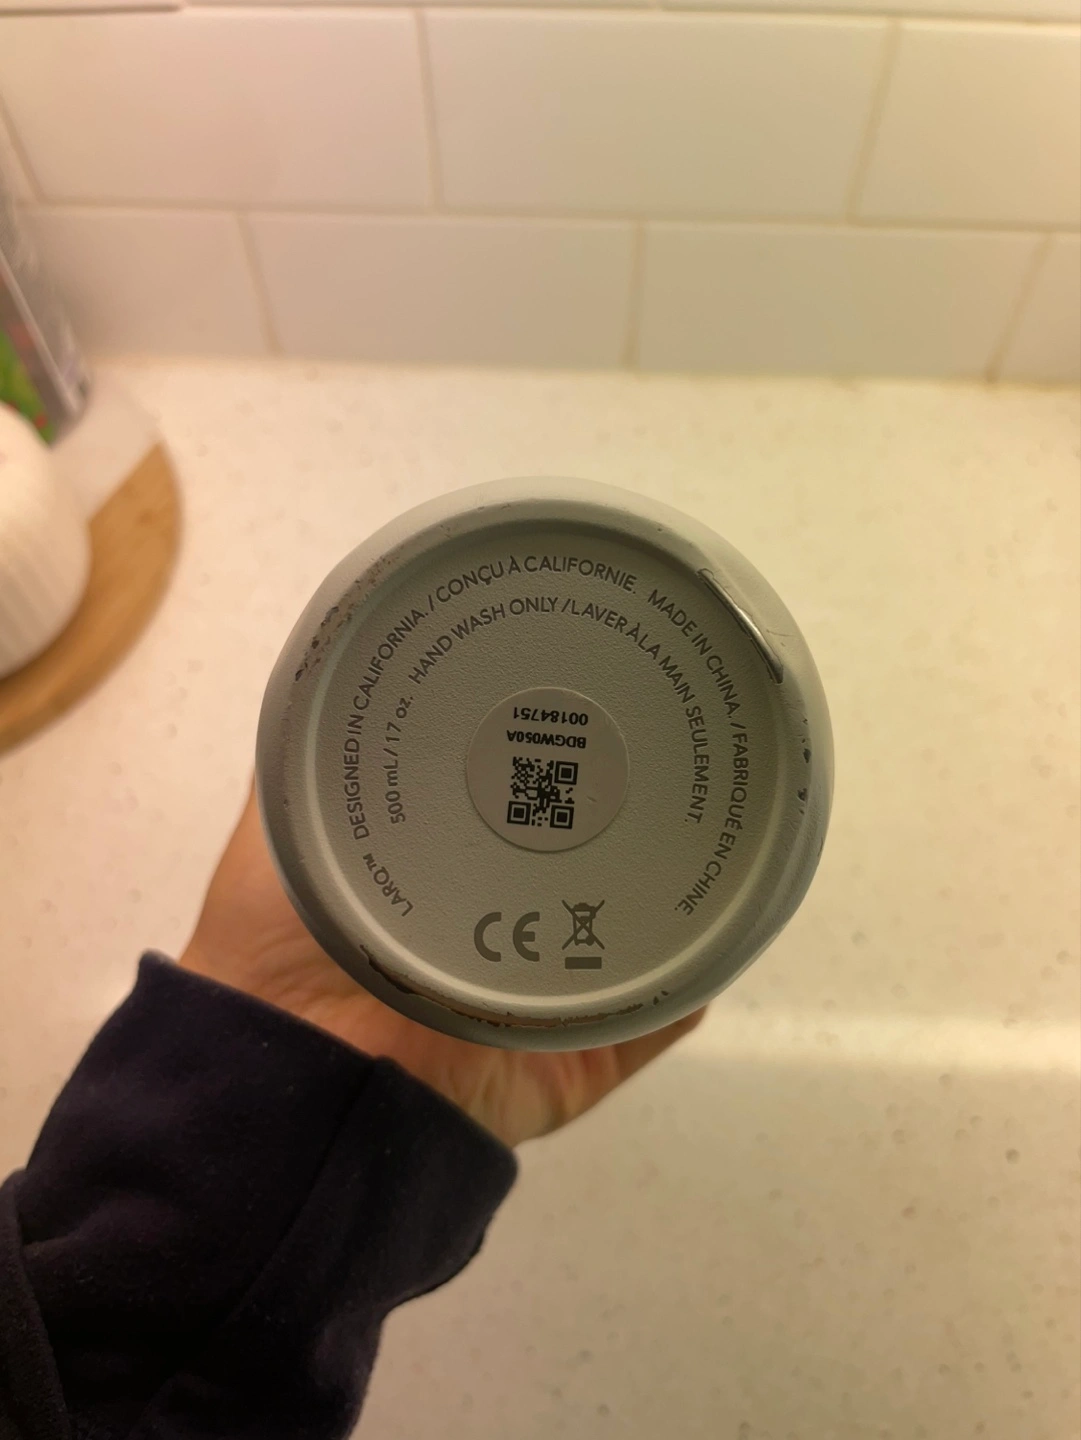 LARQ™ DESIGNED IN CALIFORNIA. / CONÇU À CALIFORNIE. MADE IN CHINA. / FABRIQUÉ EN CHINE.
500 mL / 17 oz. HAND WASH ONLY / LAVER À LA MAIN SEULEMENT.
BDGW050A
00184751
CE